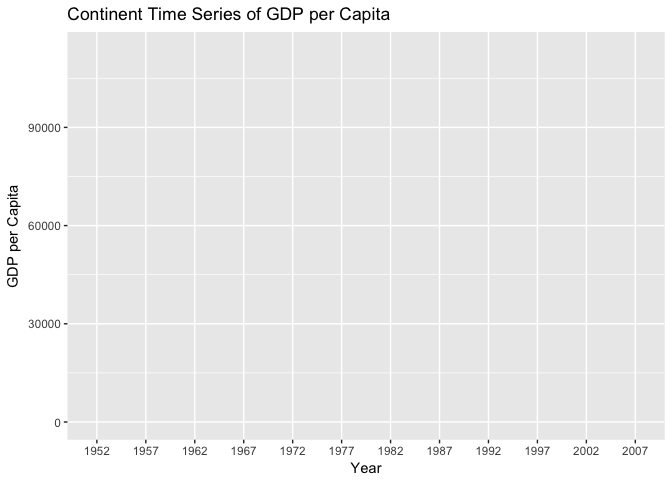 Continent Time Series of GDP per Capita
GDP per Capita
90000
60000
30000
0
1952 1957 1962 1967 1972 1977 1982 1987 1992 1997 2002 2007
Year